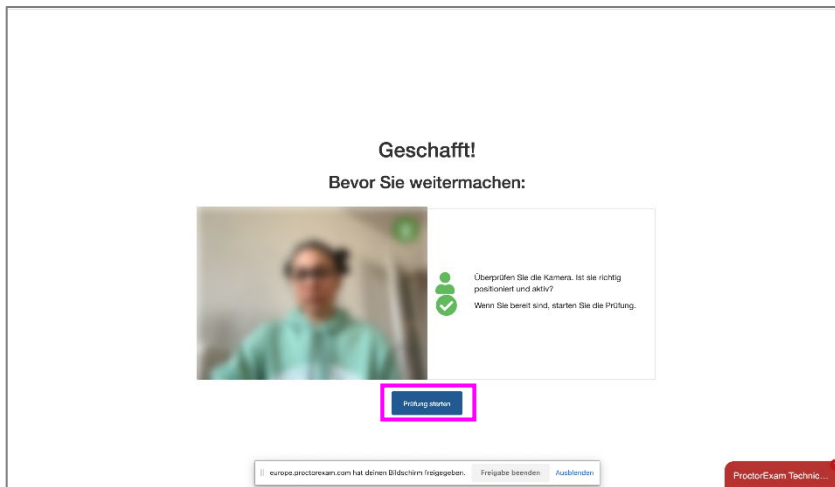 Geschafft!
Bevor Sie weitermachen:
Überprüfen Sie die Kamera. Ist sie richtig
positioniert und aktiv?
Wenn Sie bereit sind, starten Sie die Prüfung.
Prüfung starten
europe.proctorexam.com hat deinen Bildschirm freigegeben. Freigabe beenden Ausblenden
ProctorExam Technic...